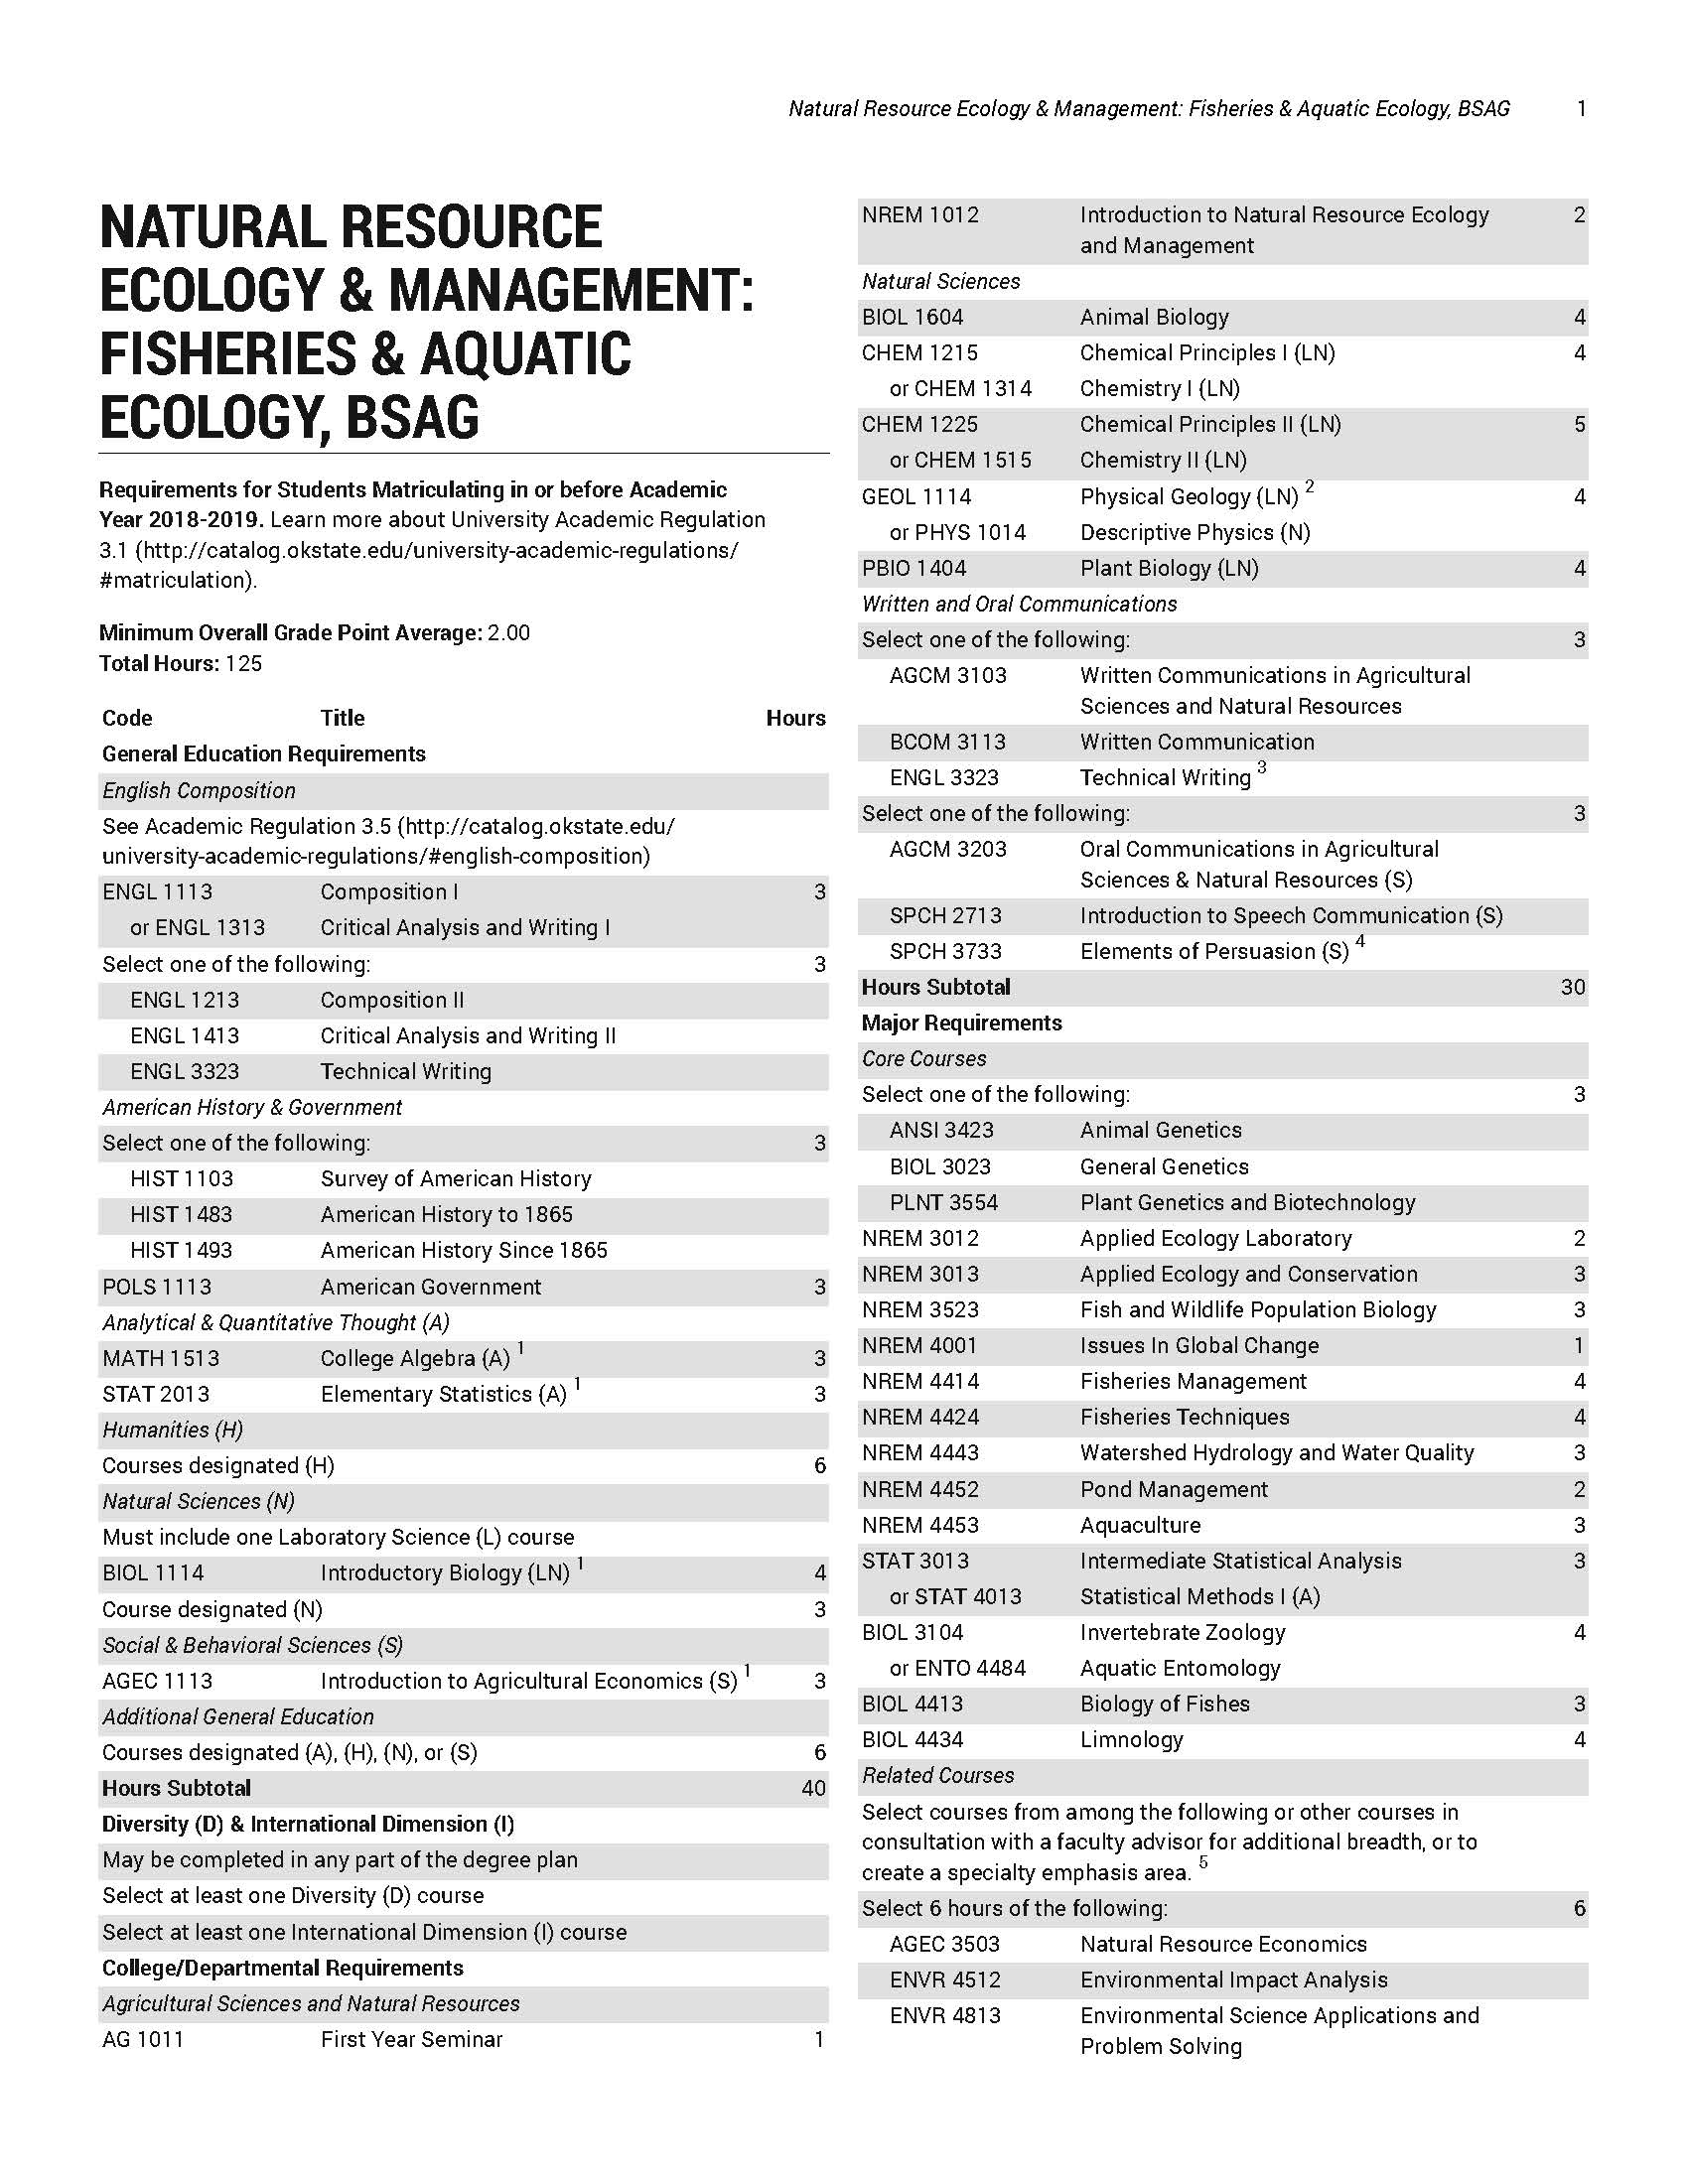 Natural Resource Ecology & Management: Fisheries & Aquatic Ecology, BSAG 1
NATURAL RESOURCE
ECOLOGY & MANAGEMENT:
FISHERIES & AQUATIC
ECOLOGY, BSAG
Requirements for Students Matriculating in or before Academic
Year 2018-2019. Learn more about University Academic Regulation
3.1 (http://catalog.okstate.edu/university-academic-regulations/
#matriculation).
Minimum Overall Grade Point Average: 2.00
Total Hours: 125
Code Title Hours
General Education Requirements
English Composition
See Academic Regulation 3.5 (http://catalog.okstate.edu/
university-academic-regulations/#english-composition)
ENGL 1113 Composition I 3
or ENGL 1313 Critical Analysis and Writing I
Select one of the following: 3
ENGL 1213 Composition II
ENGL 1413 Critical Analysis and Writing II
ENGL 3323 Technical Writing
American History & Government
Select one of the following: 3
HIST 1103 Survey of American History
HIST 1483 American History to 1865
HIST 1493 American History Since 1865
POLS 1113 American Government 3
Analytical & Quantitative Thought (A)
MATH 1513 College Algebra (A) 1 3
STAT 2013 Elementary Statistics (A) 1 3
Humanities (H)
Courses designated (H) 6
Natural Sciences (N)
Must include one Laboratory Science (L) course
BIOL 1114 Introductory Biology (LN) 1 4
Course designated (N) 3
Social & Behavioral Sciences (S)
AGEC 1113 Introduction to Agricultural Economics (S) 1 3
Additional General Education
Courses designated (A), (H), (N), or (S) 6
Hours Subtotal 40
Diversity (D) & International Dimension (I)
May be completed in any part of the degree plan
Select at least one Diversity (D) course
Select at least one International Dimension (I) course
College/Departmental Requirements
Agricultural Sciences and Natural Resources
AG 1011 First Year Seminar 1
NREM 1012 Introduction to Natural Resource Ecology 2
and Management
Natural Sciences
BIOL 1604 Animal Biology 4
CHEM 1215 Chemical Principles I (LN) 4
or CHEM 1314 Chemistry I (LN)
CHEM 1225 Chemical Principles II (LN) 5
or CHEM 1515 Chemistry II (LN)
GEOL 1114 Physical Geology (LN) 2 4
or PHYS 1014 Descriptive Physics (N)
PBIO 1404 Plant Biology (LN) 4
Written and Oral Communications
Select one of the following: 3
AGCM 3103 Written Communications in Agricultural
Sciences and Natural Resources
BCOM 3113 Written Communication
ENGL 3323 Technical Writing 3
Select one of the following: 3
AGCM 3203 Oral Communications in Agricultural
Sciences & Natural Resources (S)
SPCH 2713 Introduction to Speech Communication (S)
SPCH 3733 Elements of Persuasion (S) 4
Hours Subtotal 30
Major Requirements
Core Courses
Select one of the following: 3
ANSI 3423 Animal Genetics
BIOL 3023 General Genetics
PLNT 3554 Plant Genetics and Biotechnology
NREM 3012 Applied Ecology Laboratory 2
NREM 3013 Applied Ecology and Conservation 3
NREM 3523 Fish and Wildlife Population Biology 3
NREM 4001 Issues In Global Change 1
NREM 4414 Fisheries Management 4
NREM 4424 Fisheries Techniques 4
NREM 4443 Watershed Hydrology and Water Quality 3
NREM 4452 Pond Management 2
NREM 4453 Aquaculture 3
STAT 3013 Intermediate Statistical Analysis 3
or STAT 4013 Statistical Methods I (A)
BIOL 3104 Invertebrate Zoology 4
or ENTO 4484 Aquatic Entomology
BIOL 4413 Biology of Fishes 3
BIOL 4434 Limnology 4
Related Courses
Select courses from among the following or other courses in
consultation with a faculty advisor for additional breadth, or to
create a specialty emphasis area. 5
Select 6 hours of the following: 6
AGEC 3503 Natural Resource Economics
ENVR 4512 Environmental Impact Analysis
ENVR 4813 Environmental Science Applications and
Problem Solving